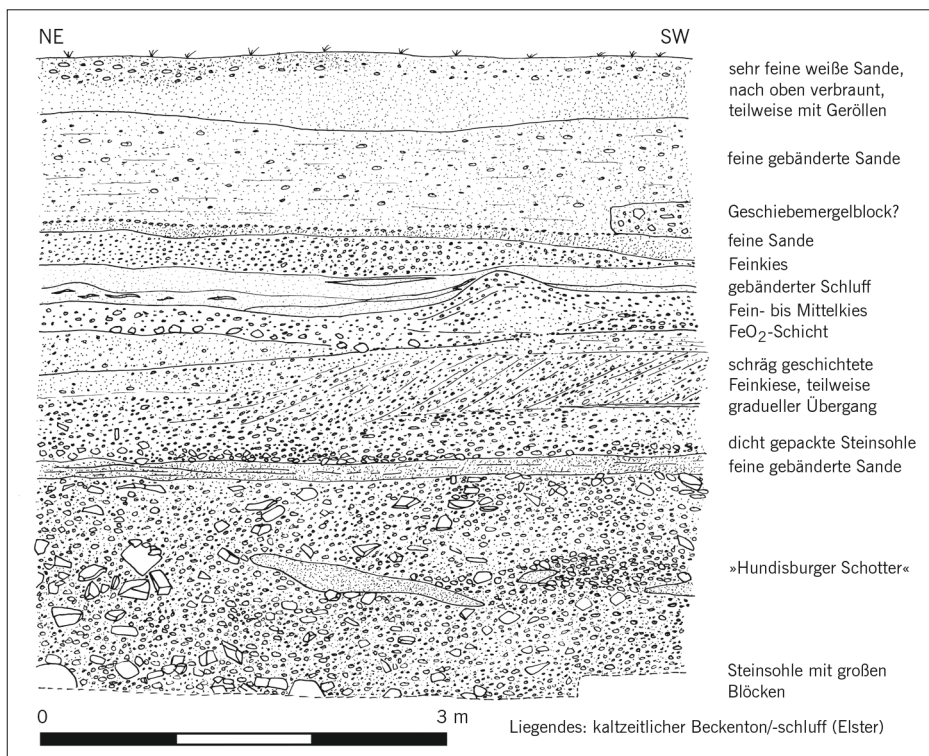 NE
SW
sehr feine weiße Sande,
nach oben verbraunt,
teilweise mit Geröllen
feine gebänderte Sande
Geschiebemergelblock?
feine Sande
Feinkies
gebänderter Schluff
Fein- bis Mittelkies
FeO2-Schicht
schräg geschichtete
Feinkiese, teilweise
gradueller Übergang
dicht gepackte Steinsohle
feine gebänderte Sande
»Hundisburger Schotter«
Steinsohle mit großen
Blöcken
0
3 m
Liegendes: kaltzeitlicher Beckenton/-schluff (Elster)